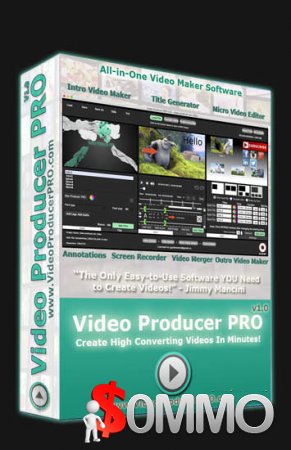 All-in-One Video Maker Software
Intro Video Maker
Title Generator
Micro Video Editor
Hello
SUBSCRIBE
Annotations Screen Recorder Video Merger Outro Video Maker
"The Only Easy-to-Use Software YOU Need
to Create Videos!" - Jimmy Mancini
v1.0
Video Producer PRO
Create High Converting Videos In Minutes!
$0MMO
v1.0
Video Producer PRO
www.VideoProducerPRO.com